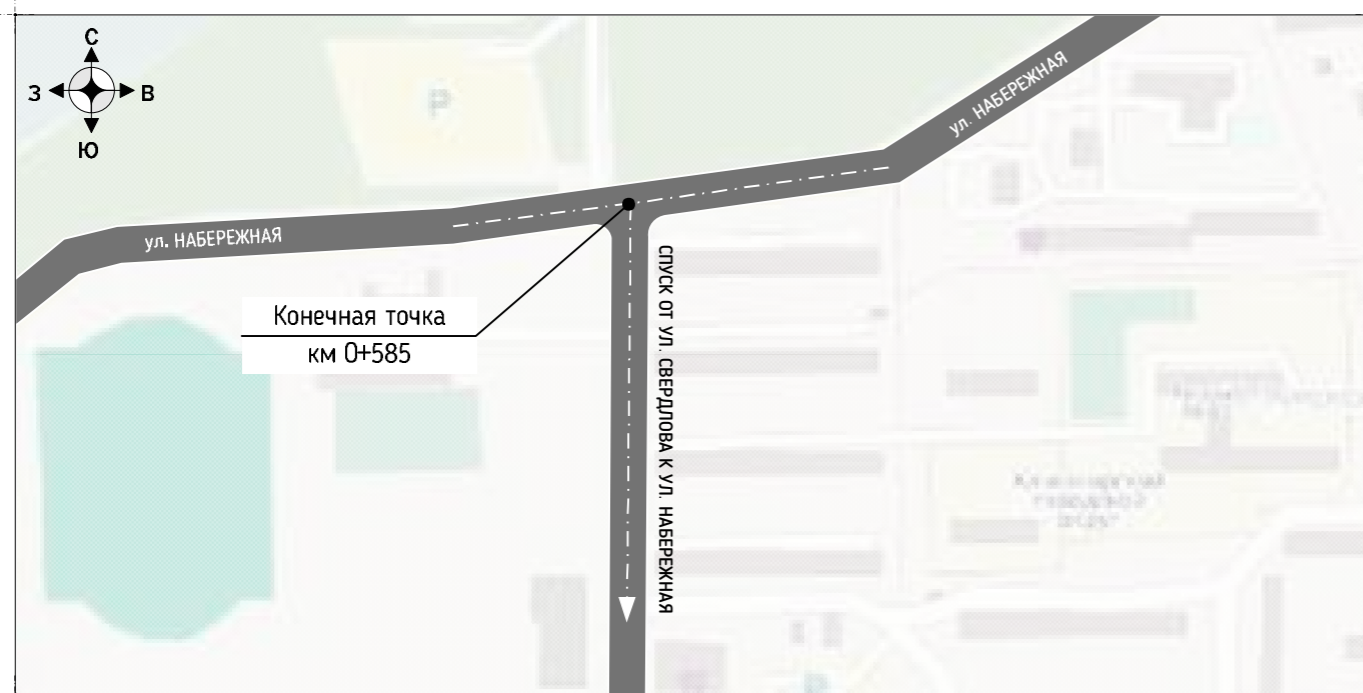 С
З В
Ю
P
ул. НАБЕРЕЖНАЯ
ул. НАБЕРЕЖНАЯ
Конечная точка
км 0+585
СПУСК ОТ УЛ. СВЕРДЛОВА К УЛ. НАБЕРЕЖНАЯ
P